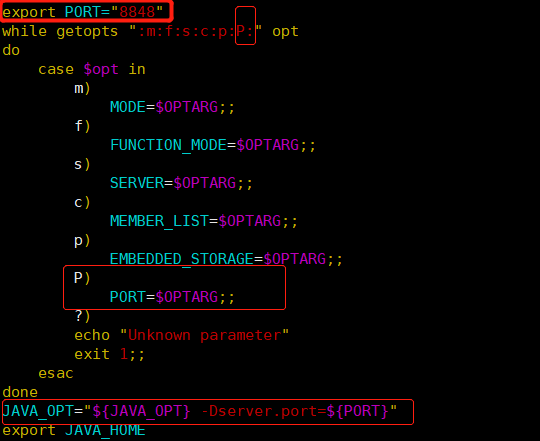 export PORT="8848"
while getopts ":m:f:s:c:p:P:" opt
do
    case $opt in
        m)
            MODE=$OPTARG;;
        f)
            FUNCTION_MODE=$OPTARG;;
        s)
            SERVER=$OPTARG;;
        c)
            MEMBER_LIST=$OPTARG;;
        p)
            EMBEDDED_STORAGE=$OPTARG;;
        P)
            PORT=$OPTARG;;
        ?)
        echo "Unknown parameter"
        exit 1;;
    esac
done
JAVA_OPT="${JAVA_OPT} -Dserver.port=${PORT}"
export JAVA_HOME